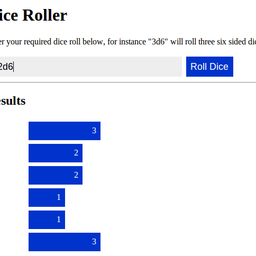 ice Roller
er your required dice roll below, for instance "3d6" will roll three six sided di
2d6
Roll Dice
sults
3
2
2
1
1
3